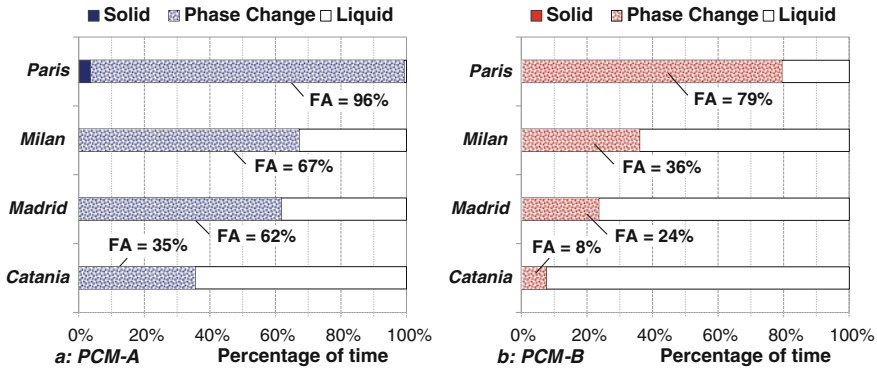 Solid Phase Change Liquid
Paris
FA = 96%
Milan
FA = 67%
Madrid
FA = 62%
FA = 35%
Catania
0% 20% 40% 60% 80% 100%
a: PCM-A Percentage of time
Solid Phase Change Liquid
Paris
FA = 79%
Milan
FA = 36%
Madrid
FA = 24%
FA = 8%
Catania
0% 20% 40% 60% 80% 100%
b: PCM-B Percentage of time